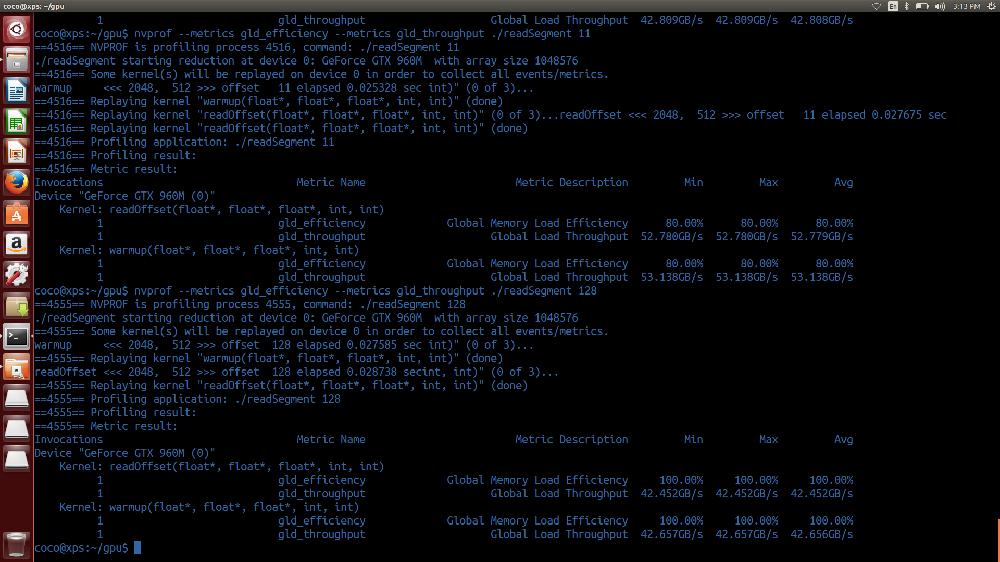 coco@xps: ~/gpu
En
3:13 PM
1 gld_throughput Global Load Throughput 42.809GB/s 42.809GB/s 42.808GB/s
coco@xps:~/gpu$ nvprof --metrics gld_efficiency --metrics gld_throughput ./readSegment 11
==4516== NVPROF is profiling process 4516, command: ./readSegment 11
./readSegment starting reduction at device 0: GeForce GTX 960M with array size 1048576
==4516== Some kernel(s) will be replayed on device 0 in order to collect all events/metrics.
warmup <<< 2048, 512 >>> offset 11 elapsed 0.025328 sec int)" (0 of 3)...
==4516== Replaying kernel "warmup(float*, float*, float*, int, int)" (done)
==4516== Replaying kernel "readOffset(float*, float*, float*, int, int)" (0 of 3)...readOffset <<< 2048, 512 >>> offset 11 elapsed 0.027675 sec
==4516== Replaying kernel "readOffset(float*, float*, float*, int, int)" (done)
==4516== Profiling application: ./readSegment 11
==4516== Profiling result:
==4516== Metric result:
Invocations Metric Name Metric Description Min Max Avg
Device "GeForce GTX 960M (0)"
Kernel: readOffset(float*, float*, float*, int, int)
1 gld_efficiency Global Memory Load Efficiency 80.00% 80.00% 80.00%
1 gld_throughput Global Load Throughput 52.780GB/s 52.780GB/s 52.779GB/s
Kernel: warmup(float*, float*, float*, int, int)
1 gld_efficiency Global Memory Load Efficiency 80.00% 80.00% 80.00%
1 gld_throughput Global Load Throughput 53.138GB/s 53.138GB/s 53.138GB/s
coco@xps:~/gpu$ nvprof --metrics gld_efficiency --metrics gld_throughput ./readSegment 128
==4555== NVPROF is profiling process 4555, command: ./readSegment 128
./readSegment starting reduction at device 0: GeForce GTX 960M with array size 1048576
==4555== Some kernel(s) will be replayed on device 0 in order to collect all events/metrics.
warmup <<< 2048, 512 >>> offset 128 elapsed 0.027585 sec int)" (0 of 3)...
==4555== Replaying kernel "warmup(float*, float*, float*, int, int)" (done)
readOffset <<< 2048, 512 >>> offset 128 elapsed 0.028738 secint, int)" (0 of 3)...
==4555== Replaying kernel "readOffset(float*, float*, float*, int, int)" (done)
==4555== Profiling application: ./readSegment 128
==4555== Profiling result:
==4555== Metric result:
Invocations Metric Name Metric Description Min Max Avg
Device "GeForce GTX 960M (0)"
Kernel: readOffset(float*, float*, float*, int, int)
1 gld_efficiency Global Memory Load Efficiency 100.00% 100.00% 100.00%
1 gld_throughput Global Load Throughput 42.452GB/s 42.452GB/s 42.452GB/s
Kernel: warmup(float*, float*, float*, int, int)
1 gld_efficiency Global Memory Load Efficiency 100.00% 100.00% 100.00%
1 gld_throughput Global Load Throughput 42.657GB/s 42.657GB/s 42.656GB/s
coco@xps:~/gpu$